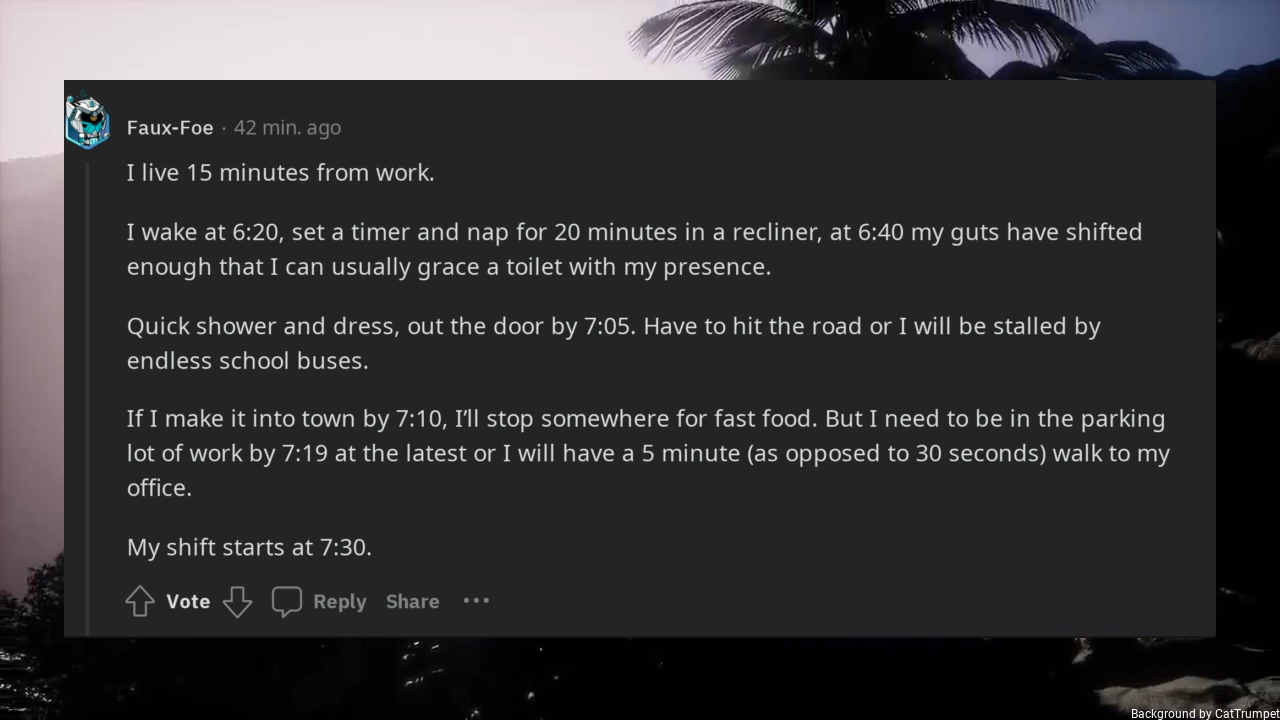 Faux-Foe · 42 min. ago
I live 15 minutes from work.
I wake at 6:20, set a timer and nap for 20 minutes in a recliner, at 6:40 my guts have shifted
enough that I can usually grace a toilet with my presence.
Quick shower and dress, out the door by 7:05. Have to hit the road or I will be stalled by
endless school buses.
If I make it into town by 7:10, I’ll stop somewhere for fast food. But I need to be in the parking
lot of work by 7:19 at the latest or I will have a 5 minute (as opposed to 30 seconds) walk to my
office.
My shift starts at 7:30.
Vote Reply Share ···
Background by CatTrumpet